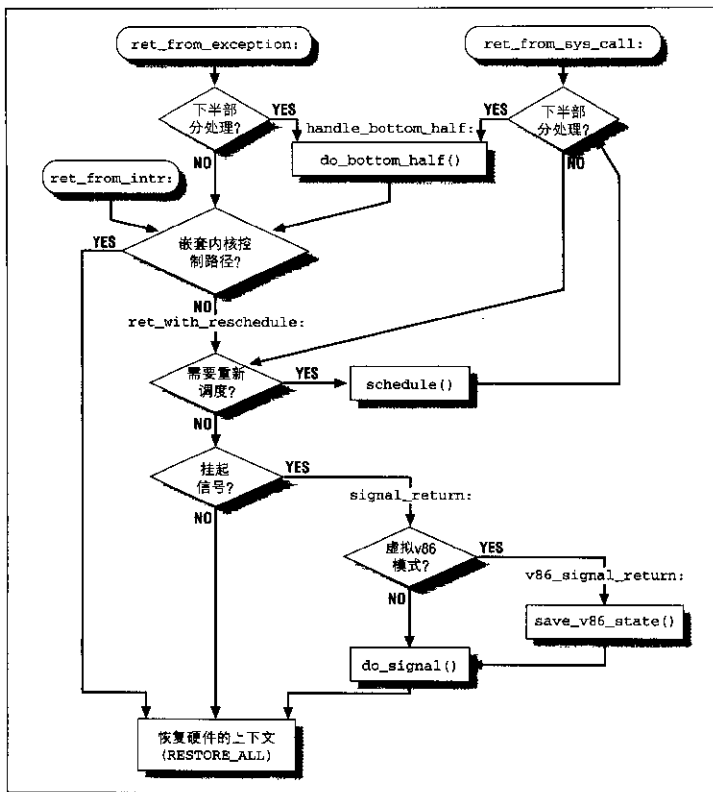 ret_from_exception:
ret_from_sys_call:
下半部
分处理?
YES
handle_bottom_half:
YES
下半部
分处理?
NO
do_bottom_half()
NO
ret_from_intr:
YES
嵌套内核控
制路径?
NO
ret_with_reschedule:
需要重新
调度?
YES
schedule()
NO
挂起
信号?
YES
signal_return:
NO
虚拟v86
模式?
YES
v86_signal_return:
NO
save_v86_state()
do_signal()
恢复硬件的上下文
(RESTORE_ALL)